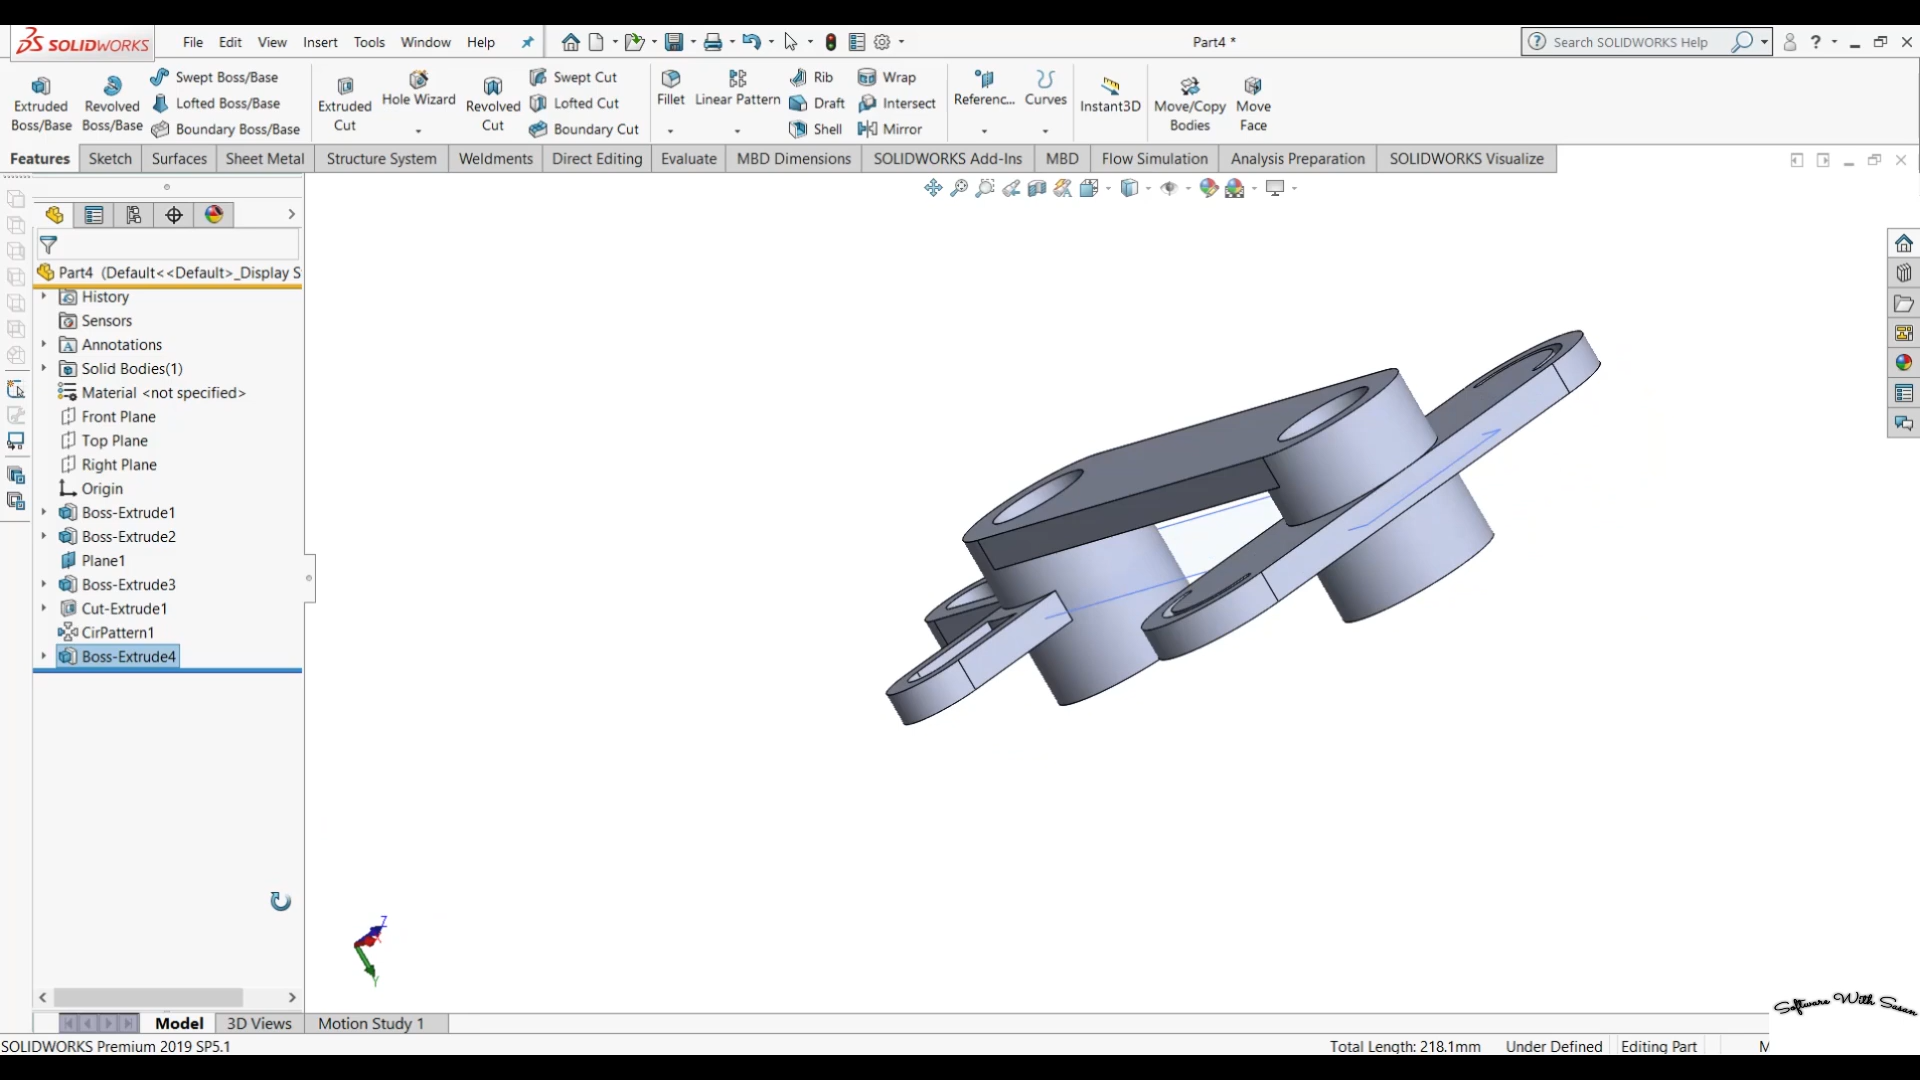 SOLIDWORKS
File Edit View Insert Tools Window Help
Part4 *
Search SOLIDWORKS Help
Extruded Boss/Base
Revolved Boss/Base
Swept Boss/Base
Lofted Boss/Base
Boundary Boss/Base
Extruded Cut
Hole Wizard
Revolved Cut
Swept Cut
Lofted Cut
Boundary Cut
Fillet
Linear Pattern
Rib
Draft
Shell
Wrap
Intersect
Mirror
Referenc...
Curves
Instant3D
Move/Copy Bodies
Move Face
Features Sketch Surfaces Sheet Metal Structure System Weldments Direct Editing Evaluate MBD Dimensions SOLIDWORKS Add-Ins MBD Flow Simulation Analysis Preparation SOLIDWORKS Visualize
Part4 (Default<<Default>_Display S
History
Sensors
Annotations
Solid Bodies(1)
Material <not specified>
Front Plane
Top Plane
Right Plane
Origin
Boss-Extrude1
Boss-Extrude2
Plane1
Boss-Extrude3
Cut-Extrude1
CirPattern1
Boss-Extrude4
Z
Y
Software With Sasan
Model 3D Views Motion Study 1
SOLIDWORKS Premium 2019 SP5.1
Total Length: 218.1mm Under Defined Editing Part M